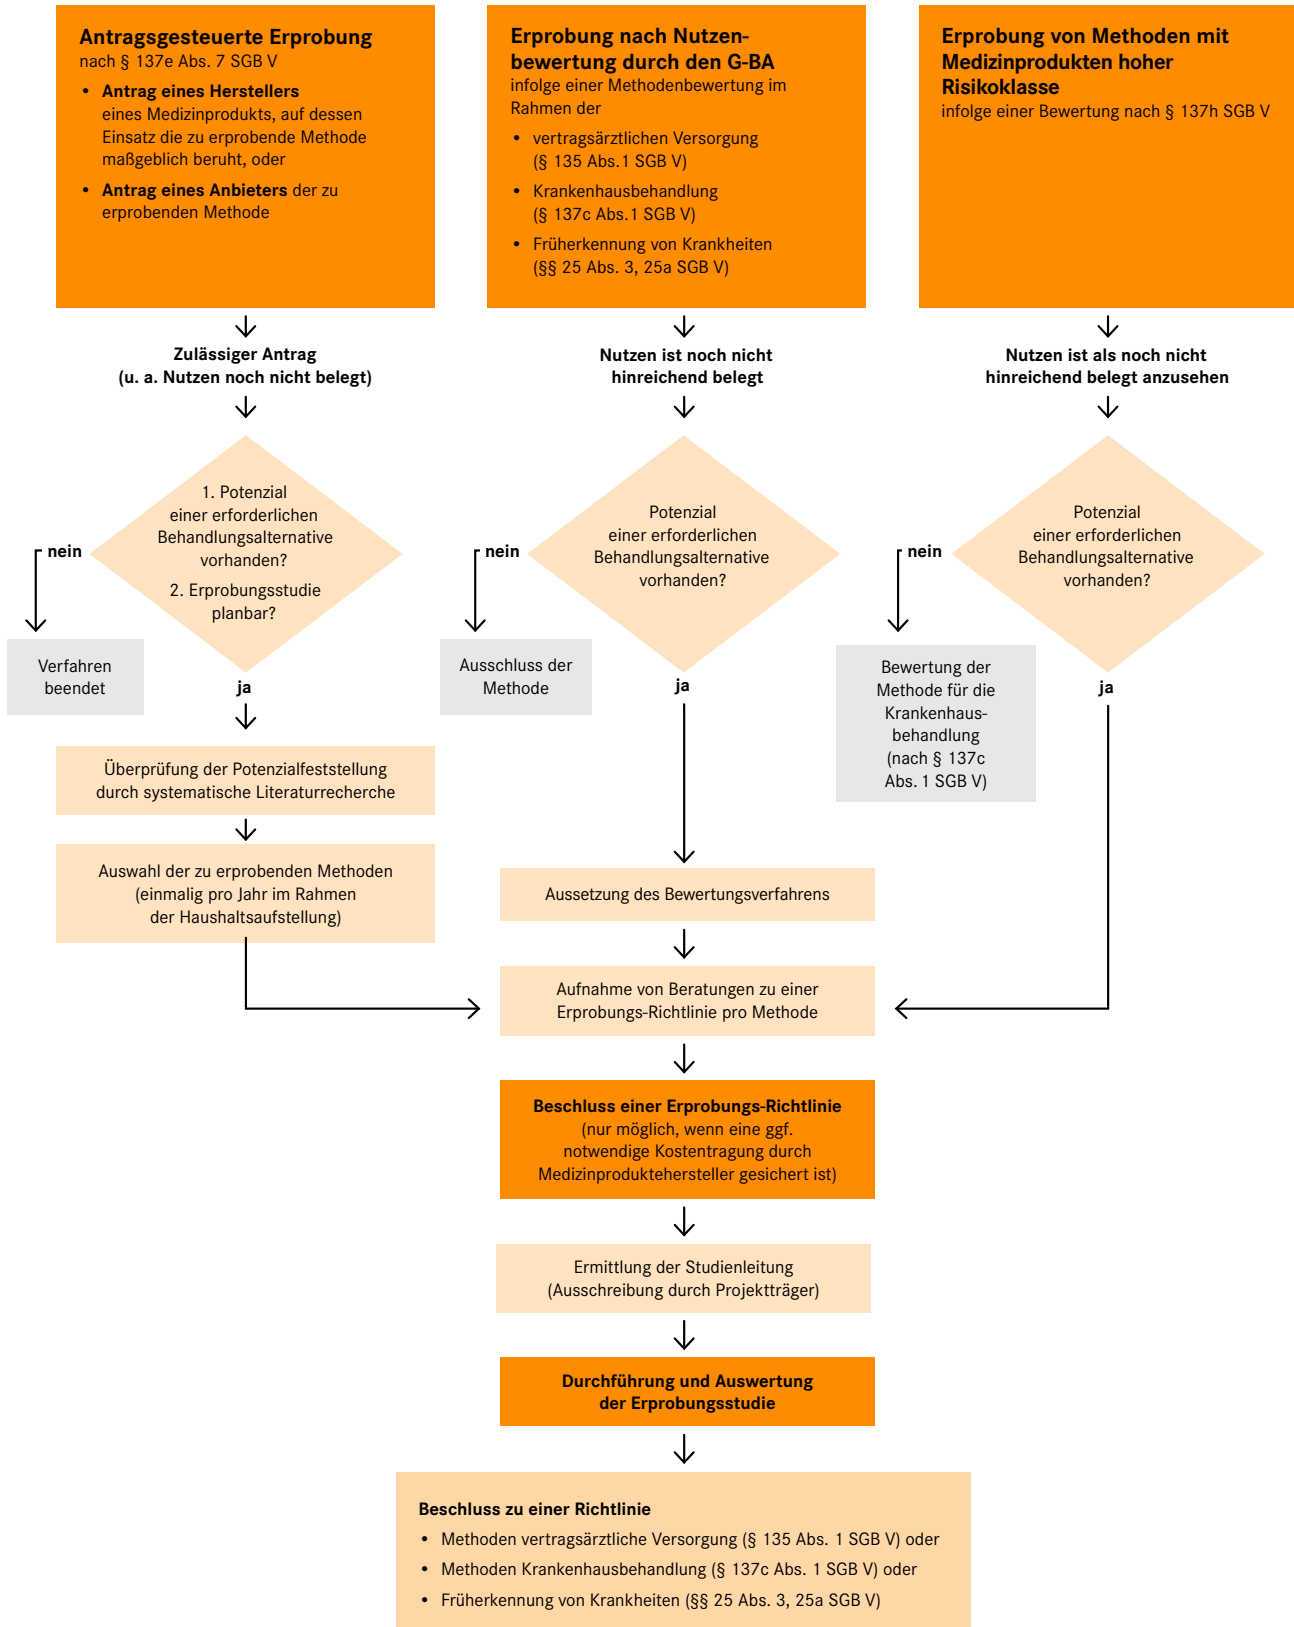 Antragsgesteuerte Erprobung
nach § 137e Abs. 7 SGB V
• Antrag eines Herstellers
eines Medizinprodukts, auf dessen
Einsatz die zu erprobende Methode
maßgeblich beruht, oder
• Antrag eines Anbieters der zu
erprobenden Methode
Erprobung nach Nutzen-
bewertung durch den G-BA
infolge einer Methodenbewertung im
Rahmen der
• vertragsärztlichen Versorgung
(§ 135 Abs.1 SGB V)
• Krankenhausbehandlung
(§ 137c Abs.1 SGB V)
• Früherkennung von Krankheiten
(§§ 25 Abs. 3, 25a SGB V)
Erprobung von Methoden mit
Medizinprodukten hoher
Risikoklasse
infolge einer Bewertung nach § 137h SGB V
Zulässiger Antrag
(u. a. Nutzen noch nicht belegt)
Nutzen ist noch nicht
hinreichend belegt
Nutzen ist als noch nicht
hinreichend belegt anzusehen
1. Potenzial
einer erforderlichen
Behandlungsalternative
vorhanden?
2. Erprobungsstudie
planbar?
nein
Verfahren
beendet
ja
Potenzial
einer erforderlichen
Behandlungsalternative
vorhanden?
nein
Ausschluss der
Methode
ja
Potenzial
einer erforderlichen
Behandlungsalternative
vorhanden?
nein
Bewertung der
Methode für die
Krankenhaus-
behandlung
(nach § 137c
Abs. 1 SGB V)
ja
Überprüfung der Potenzialfeststellung
durch systematische Literaturrecherche
Auswahl der zu erprobenden Methoden
(einmalig pro Jahr im Rahmen
der Haushaltsaufstellung)
Aussetzung des Bewertungsverfahrens
Aufnahme von Beratungen zu einer
Erprobungs-Richtlinie pro Methode
Beschluss einer Erprobungs-Richtlinie
(nur möglich, wenn eine ggf.
notwendige Kostentragung durch
Medizinproduktehersteller gesichert ist)
Ermittlung der Studienleitung
(Ausschreibung durch Projektträger)
Durchführung und Auswertung
der Erprobungsstudie
Beschluss zu einer Richtlinie
• Methoden vertragsärztliche Versorgung (§ 135 Abs. 1 SGB V) oder
• Methoden Krankenhausbehandlung (§ 137c Abs. 1 SGB V) oder
• Früherkennung von Krankheiten (§§ 25 Abs. 3, 25a SGB V)